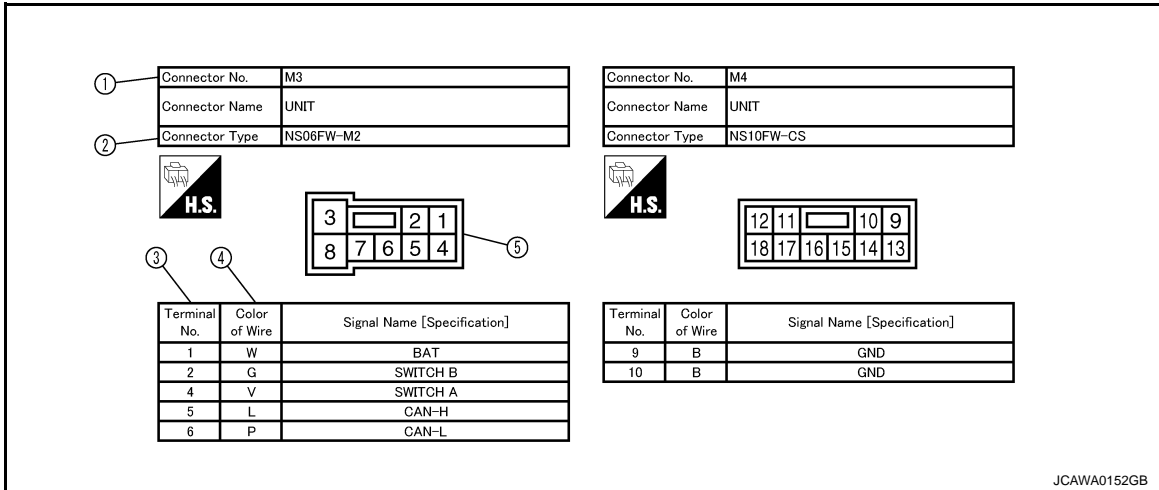 ① Connector No. M3
Connector Name UNIT
② Connector Type NS06FW-M2
H.S.
3 2 1
8 7 6 5 4
⑤
③ ④
Terminal No. Color of Wire Signal Name [Specification]
1 W BAT
2 G SWITCH B
4 V SWITCH A
5 L CAN-H
6 P CAN-L
Connector No. M4
Connector Name UNIT
Connector Type NS10FW-CS
H.S.
12 11 10 9
18 17 16 15 14 13
Terminal No. Color of Wire Signal Name [Specification]
9 B GND
10 B GND
JCAWA0152GB